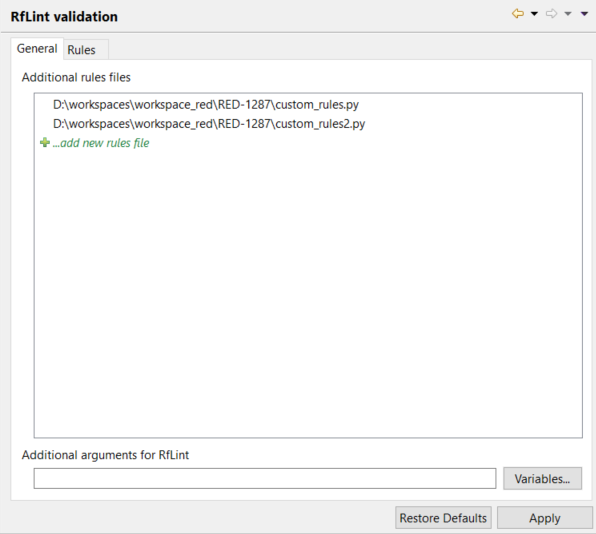 RfLint validation
General
Rules
Additional rules files
D:\workspaces\workspace_red\RED-1287\custom_rules.py
D:\workspaces\workspace_red\RED-1287\custom_rules2.py
...add new rules file
Additional arguments for RfLint
Variables...
Restore Defaults
Apply